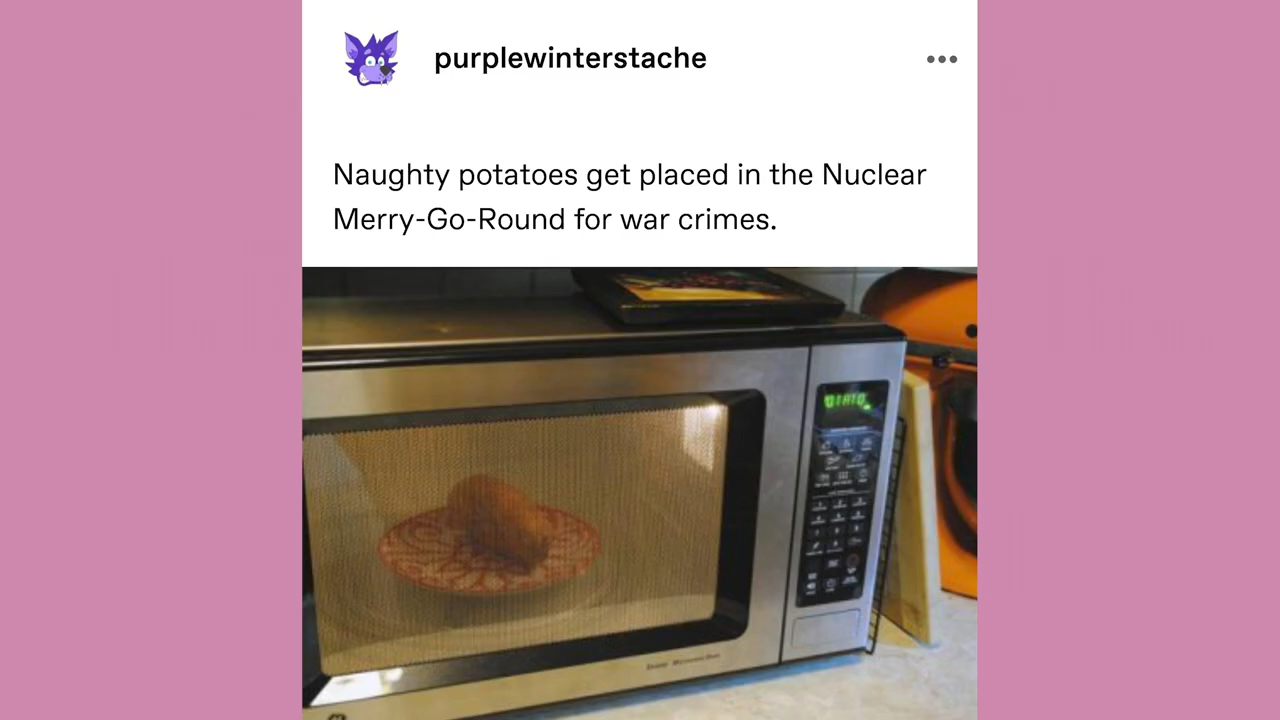 purplewinterstache
Naughty potatoes get placed in the Nuclear
Merry-Go-Round for war crimes.